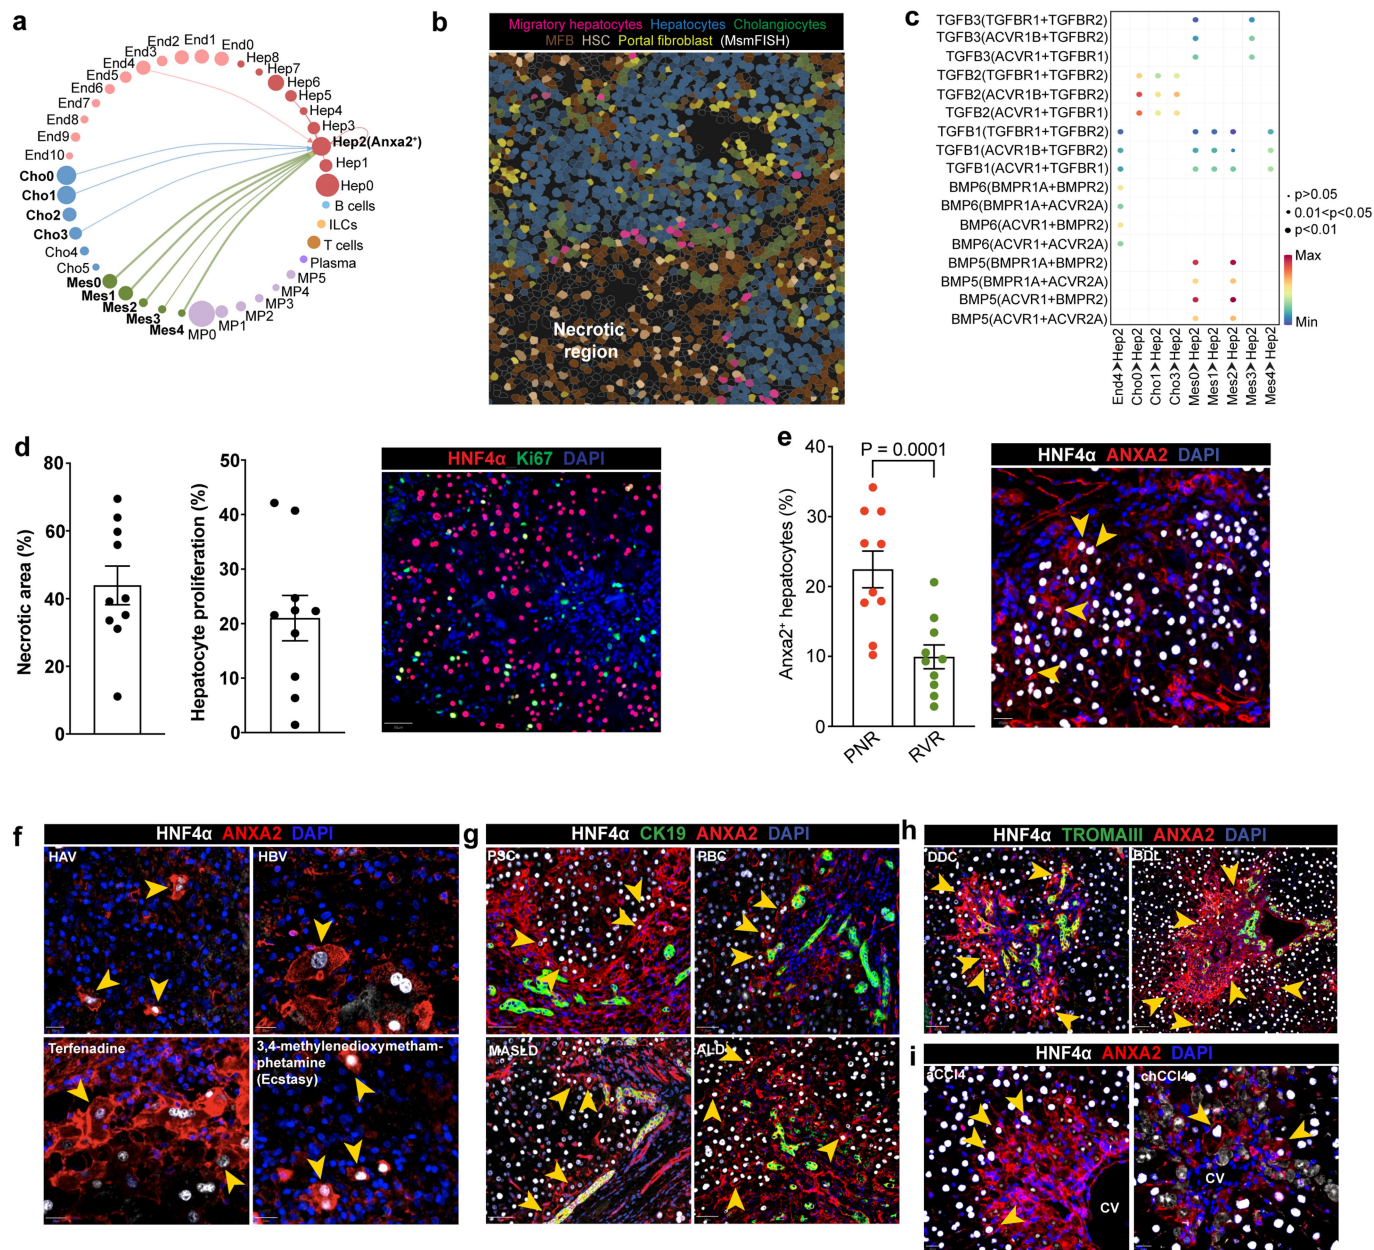 a
End0
End1
End2
End3
End4
End5
End6
End7
End8
End9
End10
Cho0
Cho1
Cho2
Cho3
Cho4
Cho5
Mes0
Mes1
Mes2
Mes3
Mes4
MP0
MP1
MP2
MP3
MP4
MP5
Plasma
T cells
ILCs
B cells
Hep0
Hep1
Hep2(Anxa2⁺)
Hep3
Hep4
Hep5
Hep6
Hep7
Hep8
b
Migratory hepatocytes Hepatocytes Cholangiocytes
MFB HSC Portal fibroblast (MsmFISH)
Necrotic
region
c
TGFB3(TGFBR1+TGFBR2)
TGFB3(ACVR1B+TGFBR2)
TGFB3(ACVR1+TGFBR1)
TGFB2(TGFBR1+TGFBR2)
TGFB2(ACVR1B+TGFBR2)
TGFB2(ACVR1+TGFBR1)
TGFB1(TGFBR1+TGFBR2)
TGFB1(ACVR1B+TGFBR2)
TGFB1(ACVR1+TGFBR1)
BMP6(BMPR1A+BMPR2)
BMP6(BMPR1A+ACVR2A)
BMP6(ACVR1+BMPR2)
BMP6(ACVR1+ACVR2A)
BMP5(BMPR1A+BMPR2)
BMP5(BMPR1A+ACVR2A)
BMP5(ACVR1+BMPR2)
BMP5(ACVR1+ACVR2A)
End4➤Hep2
Cho0➤Hep2
Cho1➤Hep2
Cho3➤Hep2
Mes0➤Hep2
Mes1➤Hep2
Mes2➤Hep2
Mes3➤Hep2
Mes4➤Hep2
p>0.05
0.01<p<0.05
p<0.01
Max
Min
d
Necrotic area (%)
80
60
40
20
0
Hepatocyte proliferation (%)
50
40
30
20
10
0
HNF4α Ki67 DAPI
e
Anxa2⁺ hepatocytes (%)
40
30
20
10
0
P = 0.0001
PNR
RVR
HNF4α ANXA2 DAPI
f
HNF4α ANXA2 DAPI
HAV
HBV
Terfenadine
3,4-methylenedioxymetham-
phetamine
(Ecstasy)
g
HNF4α CK19 ANXA2 DAPI
PSC
PBC
MASLD
ALD
h
HNF4α TROMAIII ANXA2 DAPI
DDC
BDL
i
HNF4α ANXA2 DAPI
aCCl4
CV
chCCl4
CV